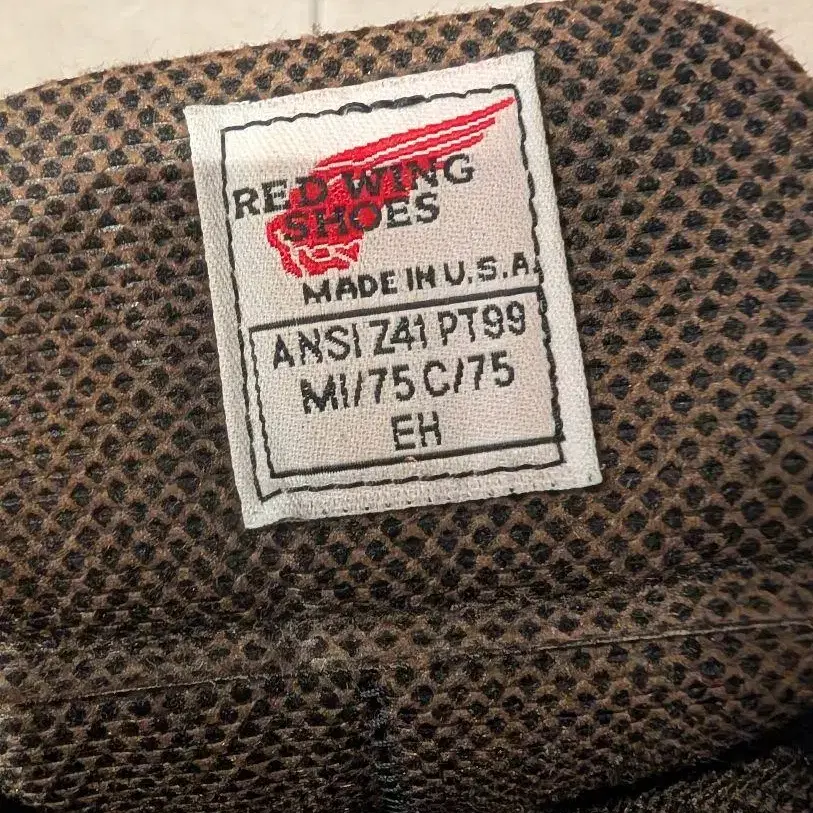 RED WING
SHOES
MADE IN U.S.A.
ANSI Z41 PT99
MI/75 C/75
EH